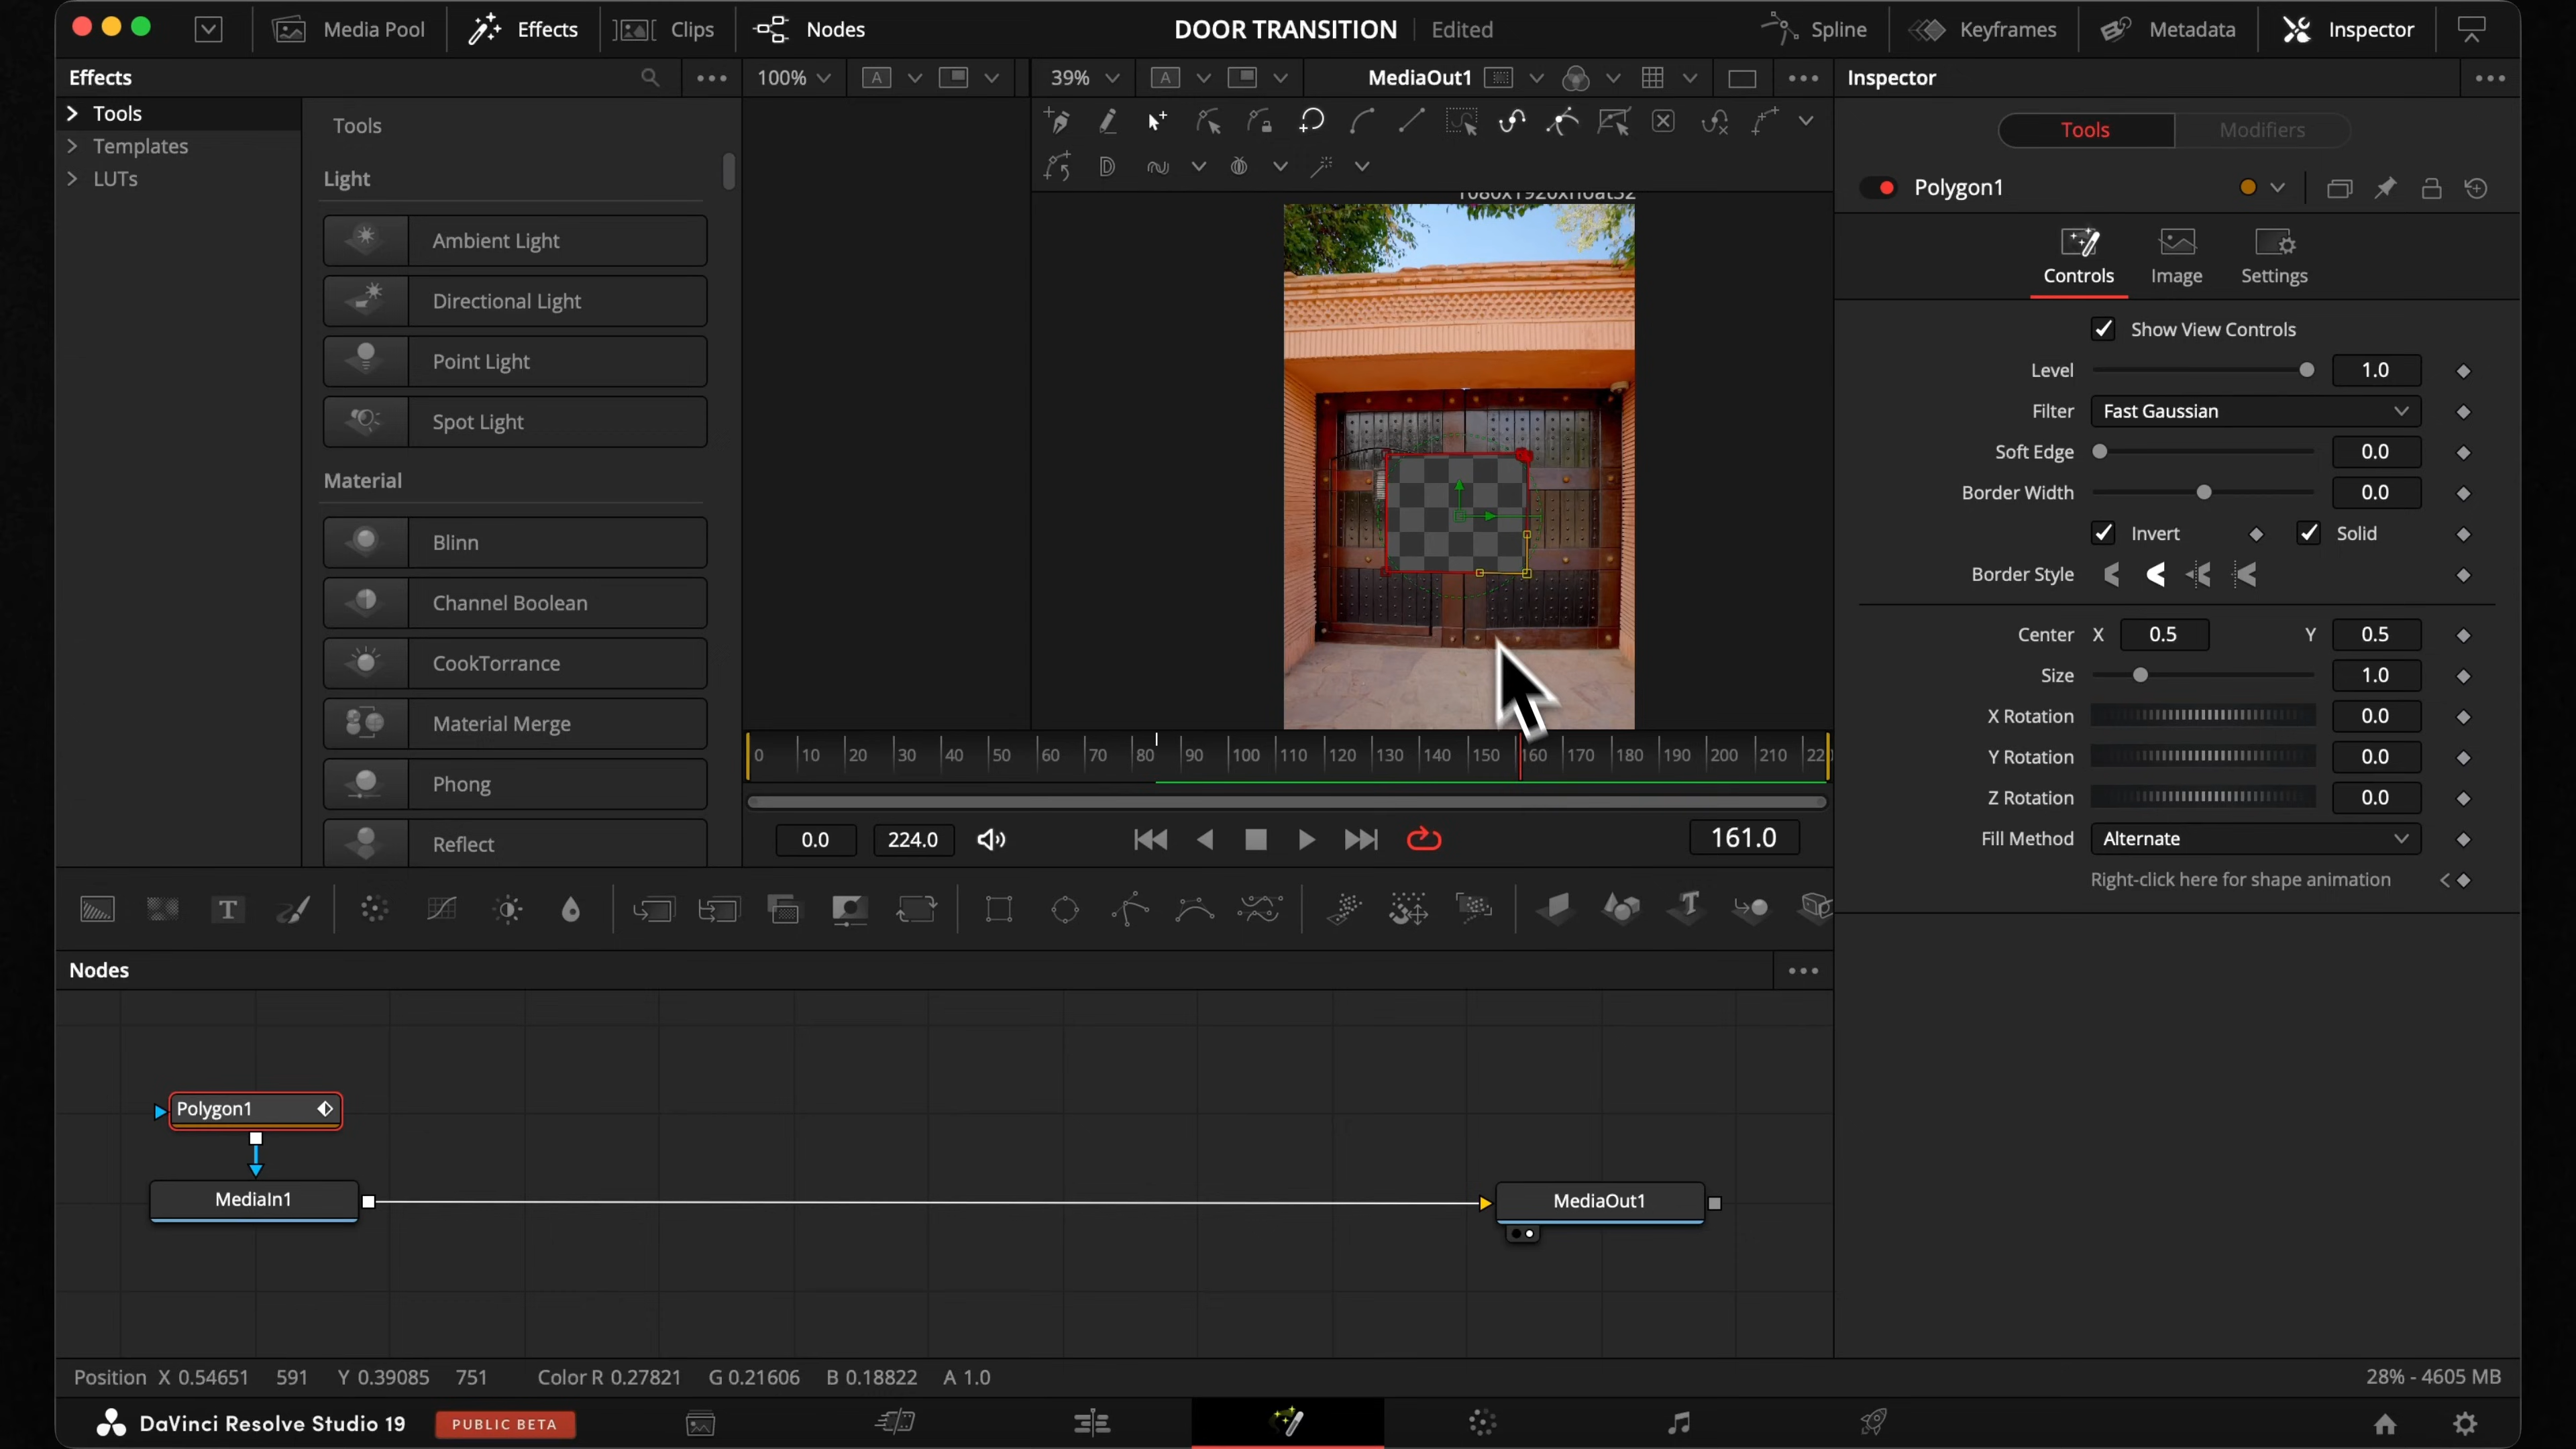 Media Pool Effects Clips Nodes DOOR TRANSITION Edited Spline Keyframes Metadata Inspector
Effects 100% 39% MediaOut1 Inspector
Tools
Templates
LUTs
Tools
Light
Ambient Light
Directional Light
Point Light
Spot Light
Material
Blinn
Channel Boolean
CookTorrance
Material Merge
Phong
Reflect
1080x1920xfloat32
0 10 20 30 40 50 60 70 80 90 100 110 120 130 140 150 160 170 180 190 200 210 22
0.0 224.0 161.0
Tools Modifiers
Polygon1
Controls Image Settings
Show View Controls
Level 1.0
Filter Fast Gaussian
Soft Edge 0.0
Border Width 0.0
Invert Solid
Border Style
Center X 0.5 Y 0.5
Size 1.0
X Rotation 0.0
Y Rotation 0.0
Z Rotation 0.0
Fill Method Alternate
Right-click here for shape animation
Nodes
Polygon1
MediaIn1
MediaOut1
Position X 0.54651 591 Y 0.39085 751 Color R 0.27821 G 0.21606 B 0.18822 A 1.0 28% - 4605 MB
DaVinci Resolve Studio 19 PUBLIC BETA